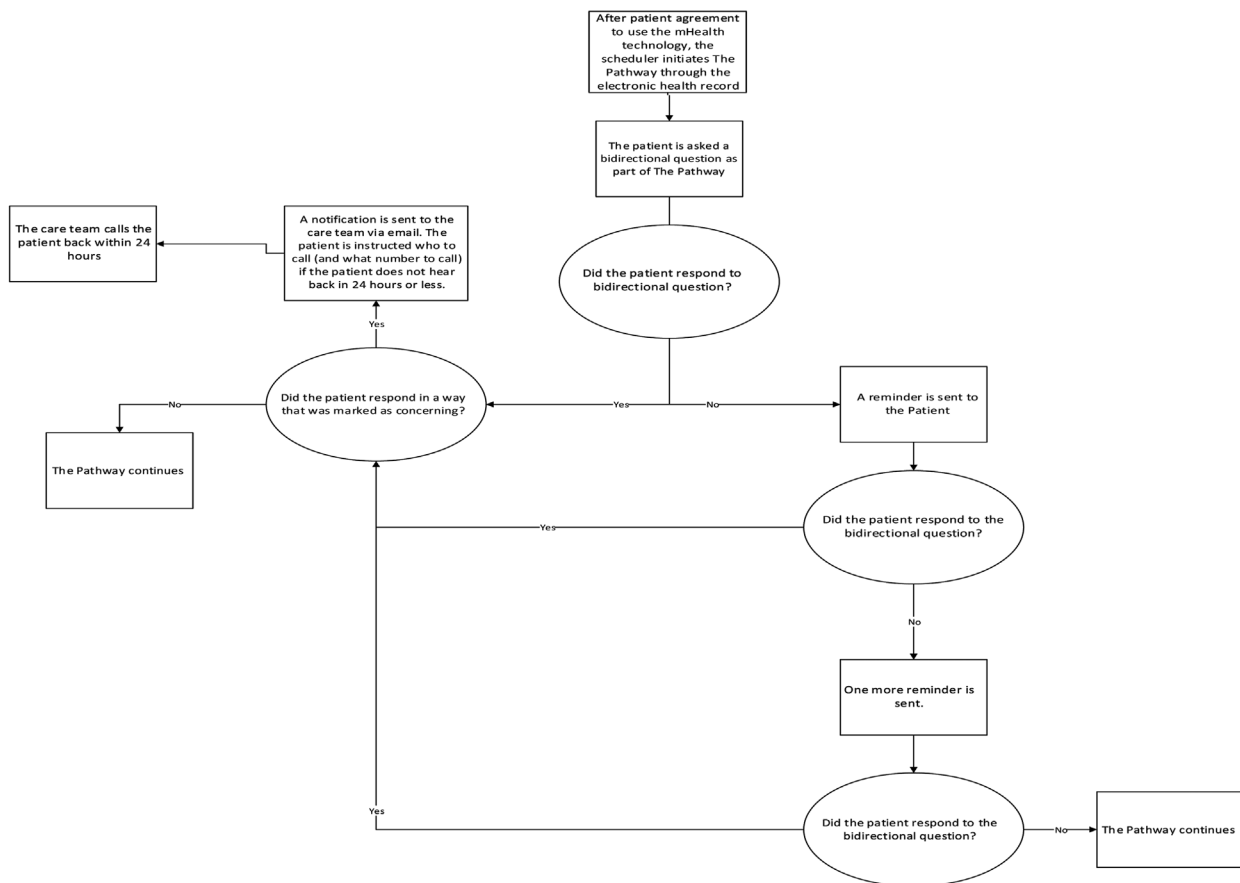 After patient agreement
to use the mHealth
technology, the
scheduler initiates The
Pathway through the
electronic health record
The patient is asked a
bidirectional question as
part of The Pathway
The care team calls the
patient back within 24
hours
A notification is sent to the
care team via email. The
patient is instructed who to
call (and what number to call)
if the patient does not hear
back in 24 hours or less.
Did the patient respond to
bidirectional question?
Yes
Did the patient respond in a way
that was marked as concerning?
No
Yes
No
A reminder is sent to
the Patient
The Pathway continues
Did the patient respond to the
bidirectional question?
Yes
No
One more reminder is
sent.
Did the patient respond to the
bidirectional question?
Yes
No
The Pathway continues